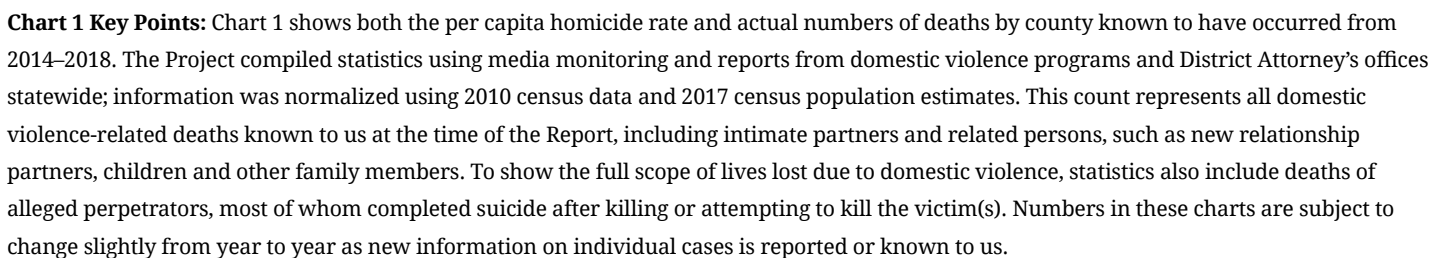 Chart 1 Key Points: Chart 1 shows both the per capita homicide rate and actual numbers of deaths by county known to have occurred from
2014–2018. The Project compiled statistics using media monitoring and reports from domestic violence programs and District Attorney’s offices
statewide; information was normalized using 2010 census data and 2017 census population estimates. This count represents all domestic
violence-related deaths known to us at the time of the Report, including intimate partners and related persons, such as new relationship
partners, children and other family members. To show the full scope of lives lost due to domestic violence, statistics also include deaths of
alleged perpetrators, most of whom completed suicide after killing or attempting to kill the victim(s). Numbers in these charts are subject to
change slightly from year to year as new information on individual cases is reported or known to us.